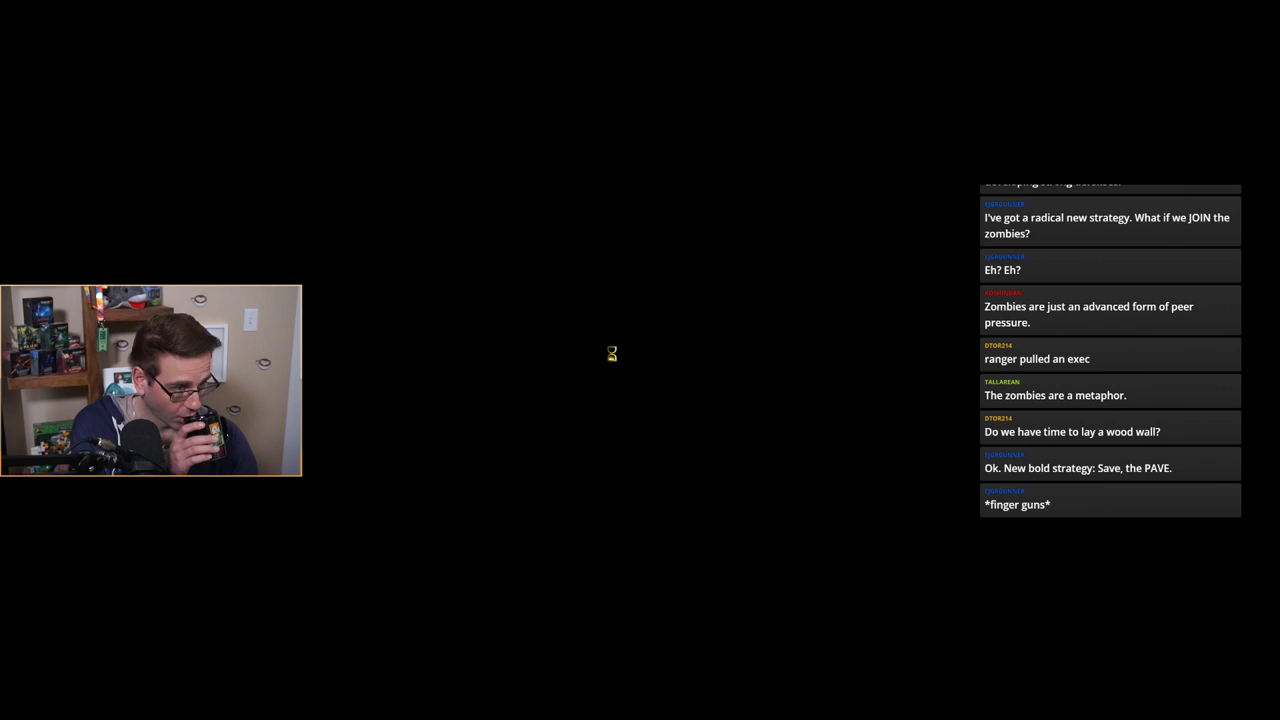 I've got a radical new strategy. What if we JOIN the
zombies?
Eh? Eh?
Zombies are just an advanced form of peer
pressure.
DTOR214
ranger pulled an exec
TALLAREAN
The zombies are a metaphor.
DTOR214
Do we have time to lay a wood wall?
Ok. New bold strategy: Save, the PAVE.
*finger guns*